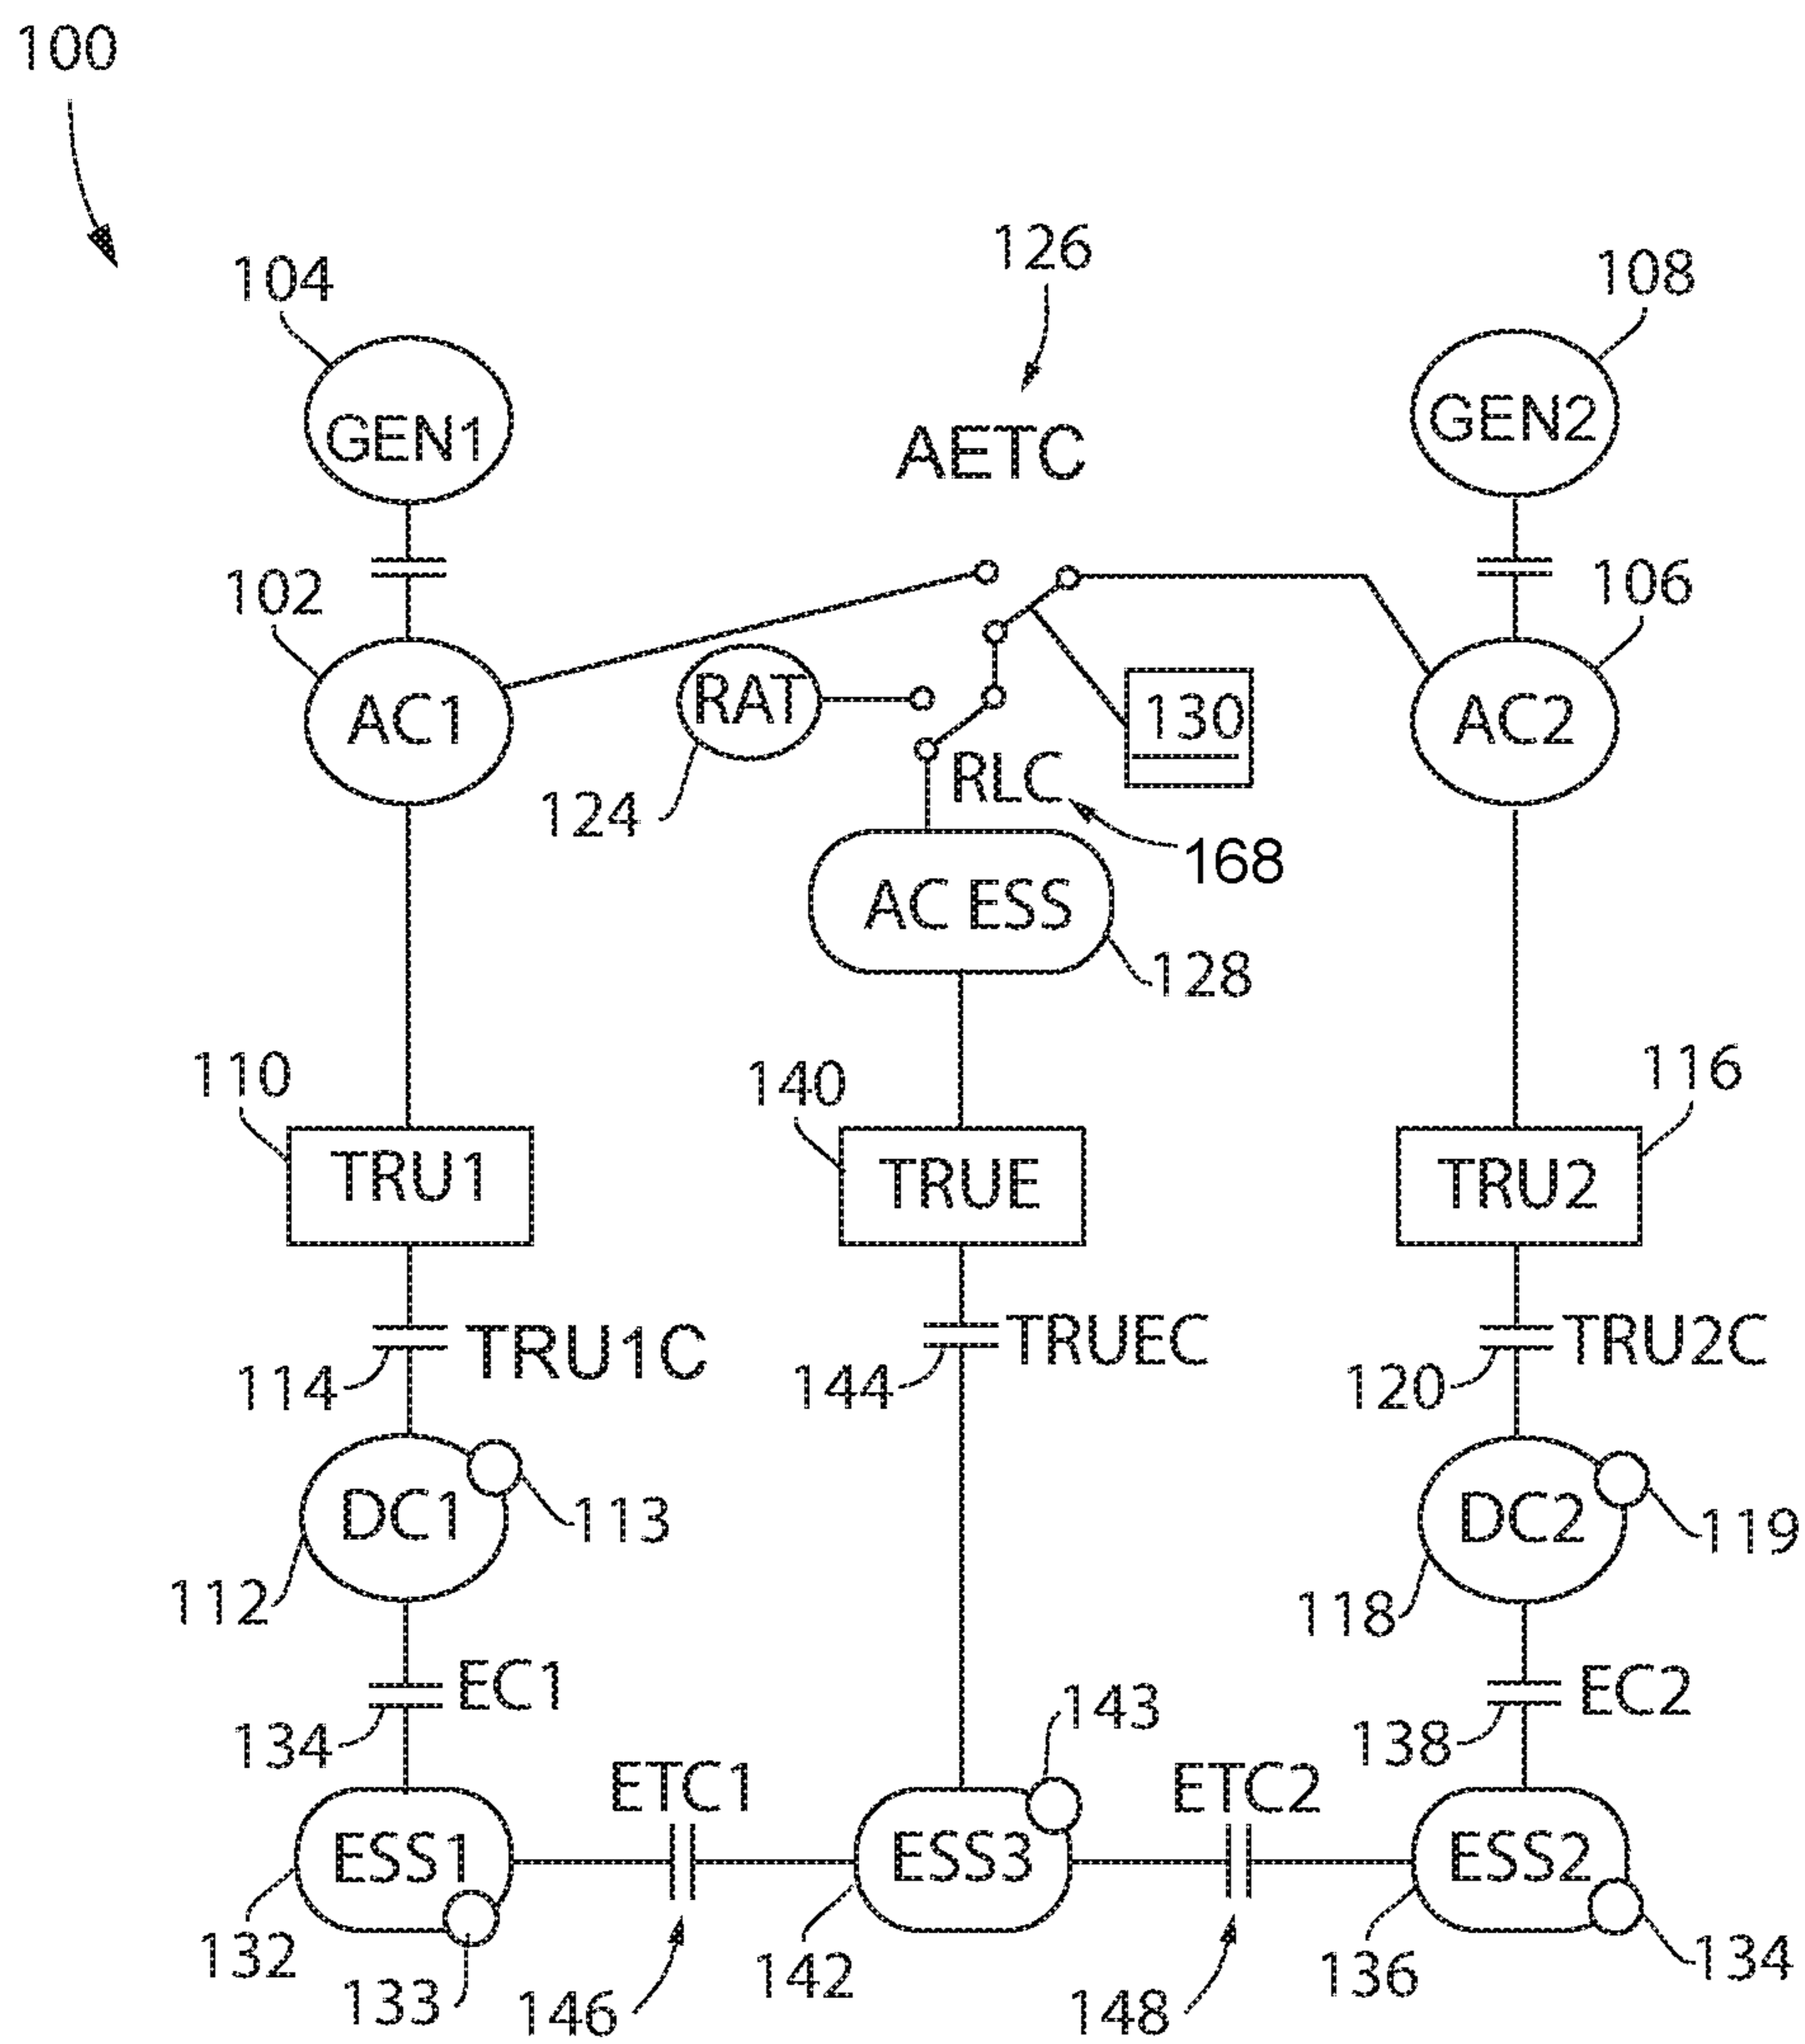 100
126
104
108
GEN1
AETC
GEN2
102
106
AC1
RAT
130
AC2
124
RLC
168
AC ESS
128
110
140
116
TRU1
TRUE
TRU2
TRU1C
TRUEC
TRU2C
114
144
120
DC1
113
DC2
119
112
118
EC1
EC2
134
143
138
ETC1
ETC2
ESS1
ESS3
ESS2
132
133
146
142
148
136
134